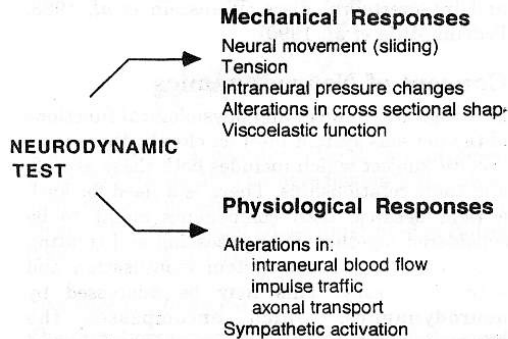 Mechanical Responses
Neural movement (sliding)
Tension
Intraneural pressure changes
Alterations in cross sectional shap
Viscoelastic function
NEURODYNAMIC
TEST
Physiological Responses
Alterations in:
intraneural blood flow
impulse traffic
axonal transport
Sympathetic activation